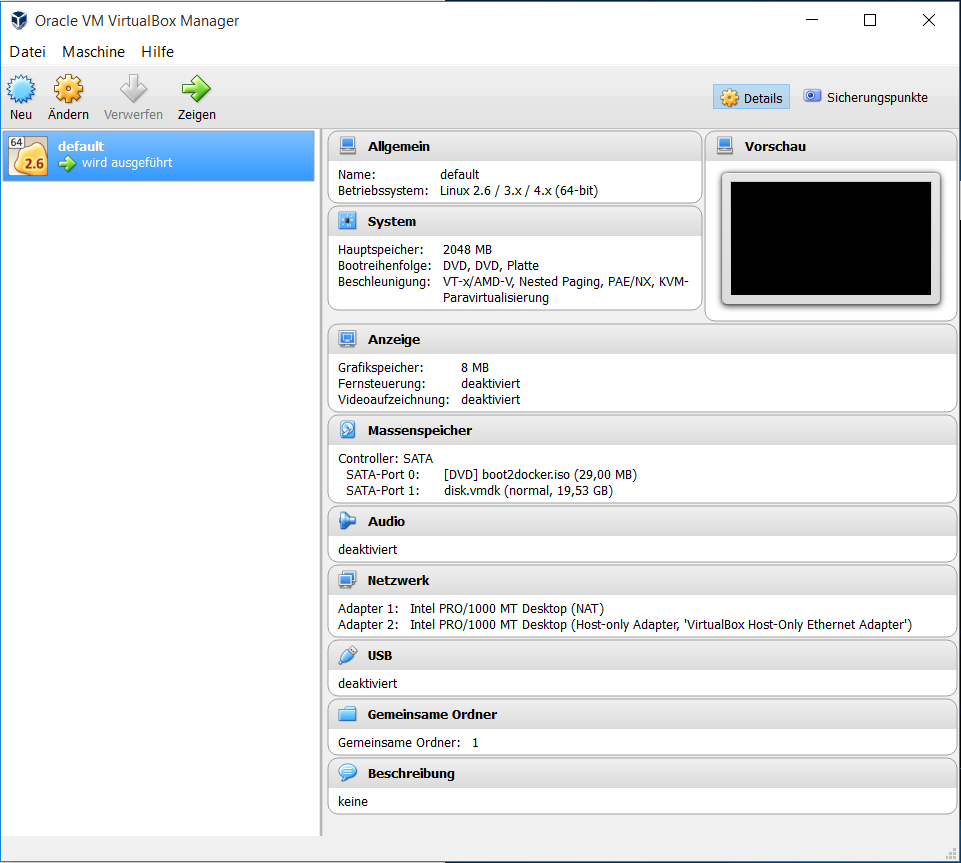 Oracle VM VirtualBox Manager
Datei Maschine Hilfe
Neu Ändern Verwerfen Zeigen
Details Sicherungspunkte
64
2.6
default
wird ausgeführt
Allgemein
Name: default
Betriebssystem: Linux 2.6 / 3.x / 4.x (64-bit)
Vorschau
System
Hauptspeicher: 2048 MB
Bootreihenfolge: DVD, DVD, Platte
Beschleunigung: VT-x/AMD-V, Nested Paging, PAE/NX, KVM-
Paravirtualisierung
Anzeige
Grafikspeicher: 8 MB
Fernsteuerung: deaktiviert
Videoaufzeichnung: deaktiviert
Massenspeicher
Controller: SATA
SATA-Port 0: [DVD] boot2docker.iso (29,00 MB)
SATA-Port 1: disk.vmdk (normal, 19,53 GB)
Audio
deaktiviert
Netzwerk
Adapter 1: Intel PRO/1000 MT Desktop (NAT)
Adapter 2: Intel PRO/1000 MT Desktop (Host-only Adapter, 'VirtualBox Host-Only Ethernet Adapter')
USB
deaktiviert
Gemeinsame Ordner
Gemeinsame Ordner: 1
Beschreibung
keine